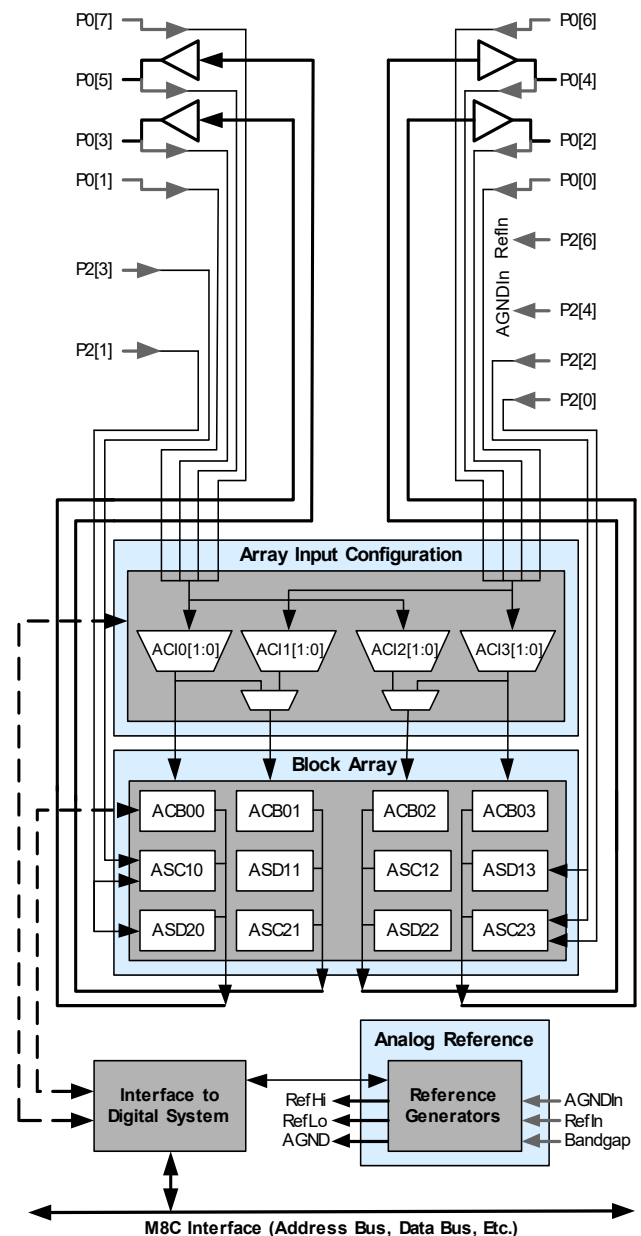 P0[7]
P0[6]
P0[5]
P0[4]
P0[3]
P0[2]
P0[1]
P0[0]
P2[6]
RefIn
P2[3]
P2[4]
AGNDIn
P2[1]
P2[2]
P2[0]
Array Input Configuration
ACI0[1:0] ACI1[1:0] ACI2[1:0] ACI3[1:0]
Block Array
ACB00 ACB01 ACB02 ACB03
ASC10 ASD11 ASC12 ASD13
ASD20 ASC21 ASD22 ASC23
Analog Reference
Interface to
Digital System
RefHi
RefLo
AGND
Reference
Generators
AGNDIn
RefIn
Bandgap
M8C Interface (Address Bus, Data Bus, Etc.)